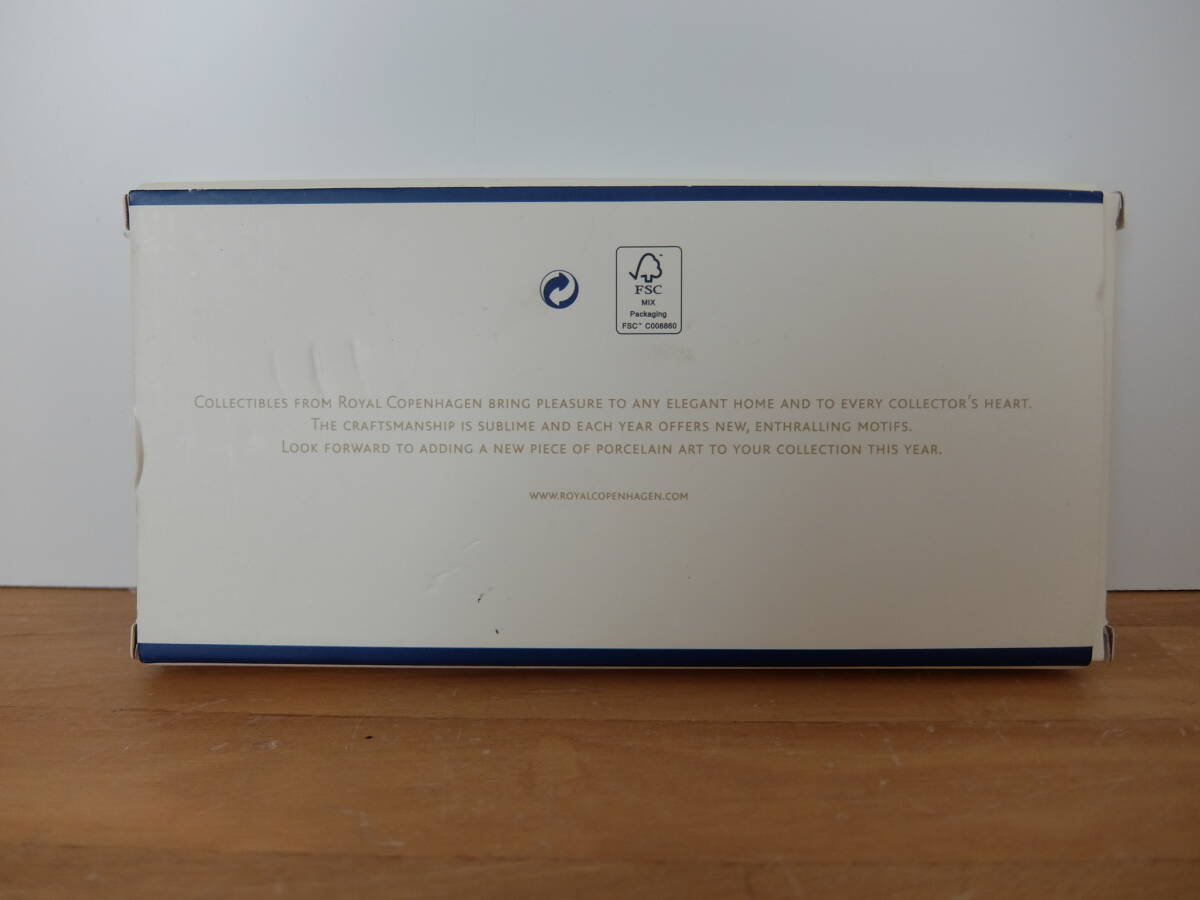 FSC™
MIX
Packaging
FSC™ C008860
COLLECTIBLES FROM ROYAL COPENHAGEN BRING PLEASURE TO ANY ELEGANT HOME AND TO EVERY COLLECTOR'S HEART.
THE CRAFTSMANSHIP IS SUBLIME AND EACH YEAR OFFERS NEW, ENTHRALLING MOTIFS.
LOOK FORWARD TO ADDING A NEW PIECE OF PORCELAIN ART TO YOUR COLLECTION THIS YEAR.
WWW.ROYALCOPENHAGEN.COM